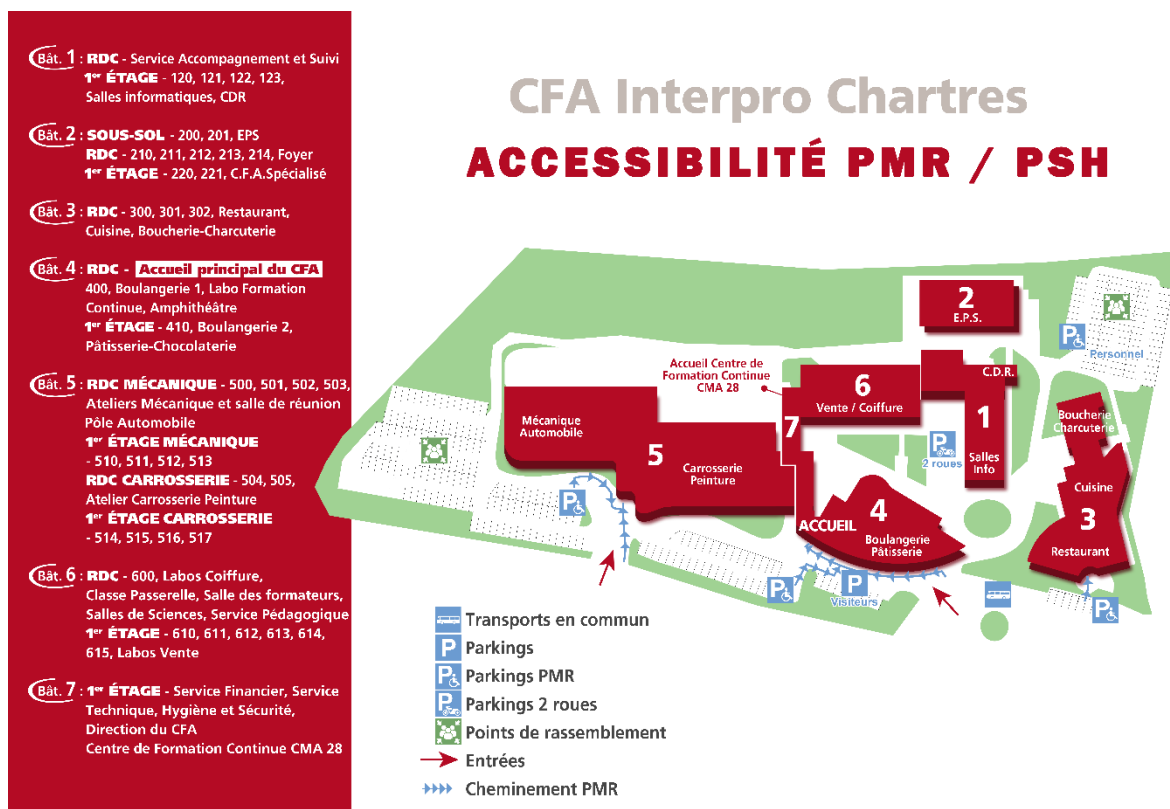 Bât. 1 : RDC - Service Accompagnement et Suivi
1er ÉTAGE - 120, 121, 122, 123,
Salles informatiques, CDR
Bât. 2 : SOUS-SOL - 200, 201, EPS
RDC - 210, 211, 212, 213, 214, Foyer
1er ÉTAGE - 220, 221, C.F.A.Spécialisé
Bât. 3 : RDC - 300, 301, 302, Restaurant,
Cuisine, Boucherie-Charcuterie
Bât. 4 : RDC - Accueil principal du CFA
400, Boulangerie 1, Labo Formation
Continue, Amphithéâtre
1er ÉTAGE - 410, Boulangerie 2,
Pâtisserie-Chocolaterie
Bât. 5 : RDC MÉCANIQUE - 500, 501, 502, 503,
Ateliers Mécanique et salle de réunion
Pôle Automobile
1er ÉTAGE MÉCANIQUE
- 510, 511, 512, 513
RDC CARROSSERIE - 504, 505,
Atelier Carrosserie Peinture
1er ÉTAGE CARROSSERIE
- 514, 515, 516, 517
Bât. 6 : RDC - 600, Labos Coiffure,
Classe Passerelle, Salle des formateurs,
Salles de Sciences, Service Pédagogique
1er ÉTAGE - 610, 611, 612, 613, 614,
615, Labos Vente
Bât. 7 : 1er ÉTAGE - Service Financier, Service
Technique, Hygiène et Sécurité,
Direction du CFA
Centre de Formation Continue CMA 28
CFA Interpro Chartres
ACCESSIBILITÉ PMR / PSH
2
E.P.S.
P
Personnel
Accueil Centre de
Formation Continue
CMA 28
6
Vente / Coiffure
C.D.R.
1
Salles
Info
P
2 roues
Boucherie
Charcuterie
Cuisine
3
Restaurant
Mécanique
Automobile
5
Carrosserie
Peinture
7
ACCUEIL
4
Boulangerie
Pâtisserie
P
P
P
Visiteurs
P
Transports en commun
P Parkings
P Parkings PMR
P Parkings 2 roues
Points de rassemblement
Entrées
Cheminement PMR